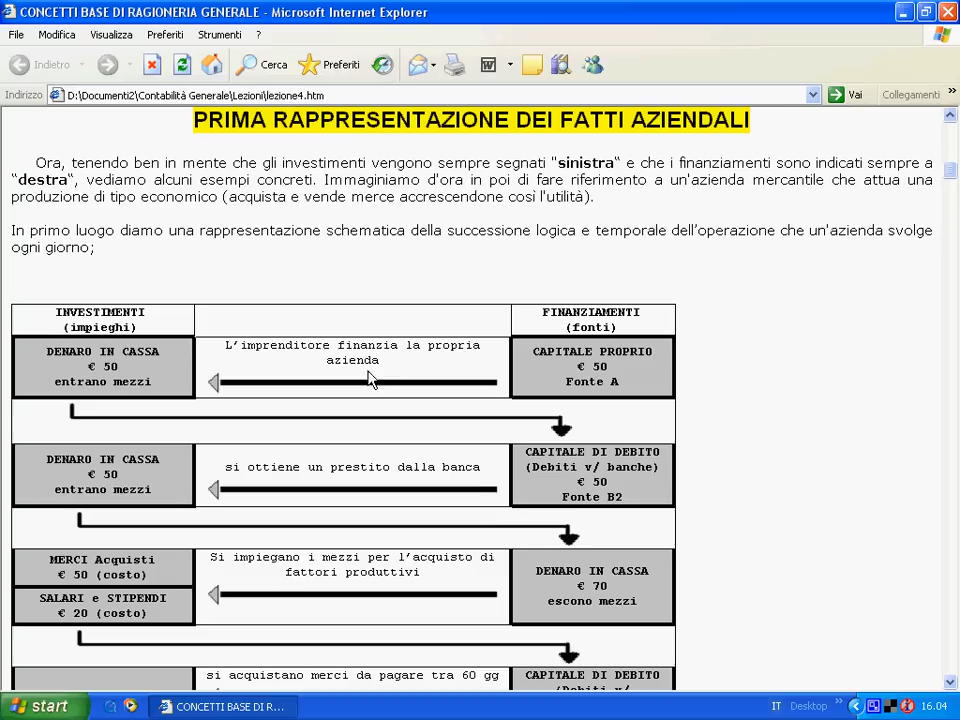 CONCETTI BASE DI RAGIONERIA GENERALE - Microsoft Internet Explorer
File Modifica Visualizza Preferiti Strumenti ?
Indietro Cerca Preferiti
Indirizzo D:\Documenti2\Contabilità Generale\Lezioni\lezione4.htm Vai Collegamenti »
PRIMA RAPPRESENTAZIONE DEI FATTI AZIENDALI
Ora, tenendo ben in mente che gli investimenti vengono sempre segnati "sinistra" e che i finanziamenti sono indicati sempre a
"destra", vediamo alcuni esempi concreti. Immaginiamo d'ora in poi di fare riferimento a un'azienda mercantile che attua una
produzione di tipo economico (acquista e vende merce accrescendone così l'utilità).
In primo luogo diamo una rappresentazione schematica della successione logica e temporale dell'operazione che un'azienda svolge
ogni giorno;
INVESTIMENTI
(impieghi)
FINANZIAMENTI
(fonti)
DENARO IN CASSA
€ 50
entrano mezzi
L'imprenditore finanzia la propria
azienda
CAPITALE PROPRIO
€ 50
Fonte A
DENARO IN CASSA
€ 50
entrano mezzi
si ottiene un prestito dalla banca
CAPITALE DI DEBITO
(Debiti v/ banche)
€ 50
Fonte B2
MERCI Acquisti
€ 50 (costo)
SALARI e STIPENDI
€ 20 (costo)
Si impiegano i mezzi per l'acquisto di
fattori produttivi
DENARO IN CASSA
€ 70
escono mezzi
si acquistano merci da pagare tra 60 gg
CAPITALE DI DEBITO
(Debiti v/
start CONCETTI BASE DI R... IT Desktop » 16.04